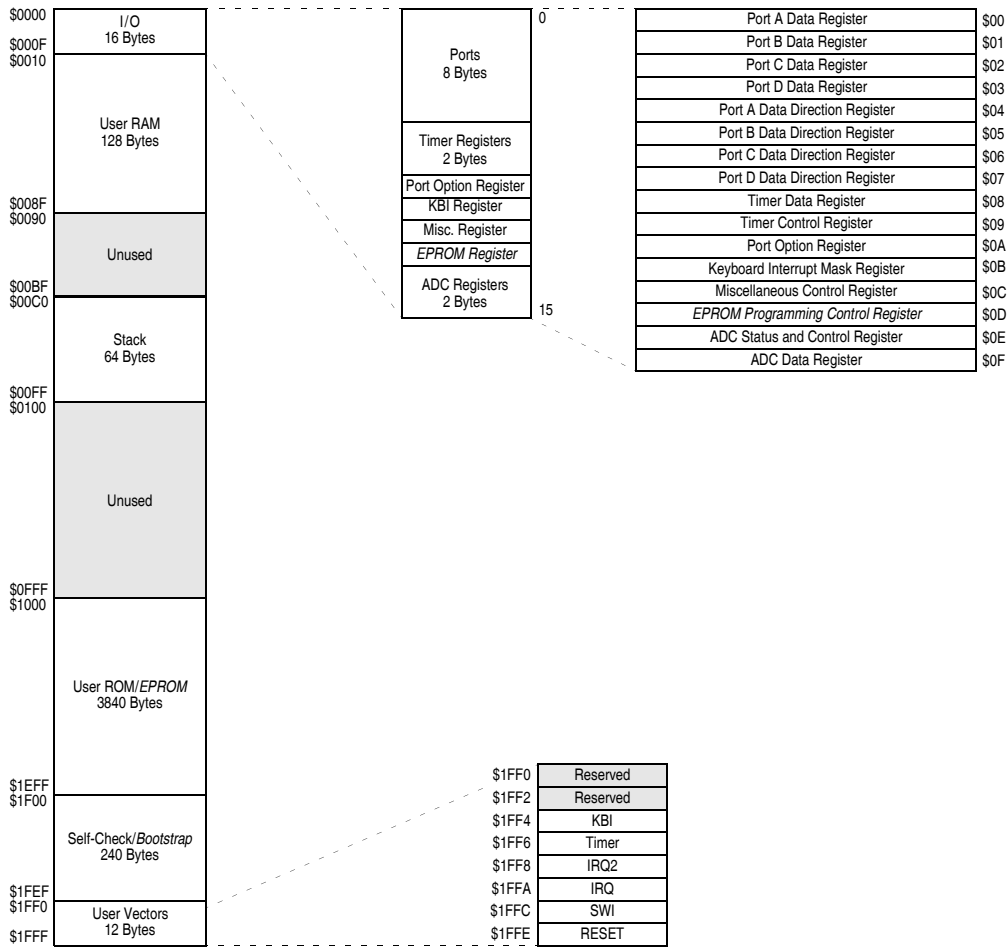 $0000
I/O
16 Bytes
$000F
$0010
User RAM
128 Bytes
$008F
$0090
Unused
$00BF
$00C0
Stack
64 Bytes
$00FF
$0100
Unused
$0FFF
$1000
User ROM/EPROM
3840 Bytes
$1EFF
$1F00
Self-Check/Bootstrap
240 Bytes
$1FEF
$1FF0
User Vectors
12 Bytes
$1FFF
0
Ports
8 Bytes
Timer Registers
2 Bytes
Port Option Register
KBI Register
Misc. Register
EPROM Register
ADC Registers
2 Bytes
15
Port A Data Register $00
Port B Data Register $01
Port C Data Register $02
Port D Data Register $03
Port A Data Direction Register $04
Port B Data Direction Register $05
Port C Data Direction Register $06
Port D Data Direction Register $07
Timer Data Register $08
Timer Control Register $09
Port Option Register $0A
Keyboard Interrupt Mask Register $0B
Miscellaneous Control Register $0C
EPROM Programming Control Register $0D
ADC Status and Control Register $0E
ADC Data Register $0F
$1FF0 Reserved
$1FF2 Reserved
$1FF4 KBI
$1FF6 Timer
$1FF8 IRQ2
$1FFA IRQ
$1FFC SWI
$1FFE RESET